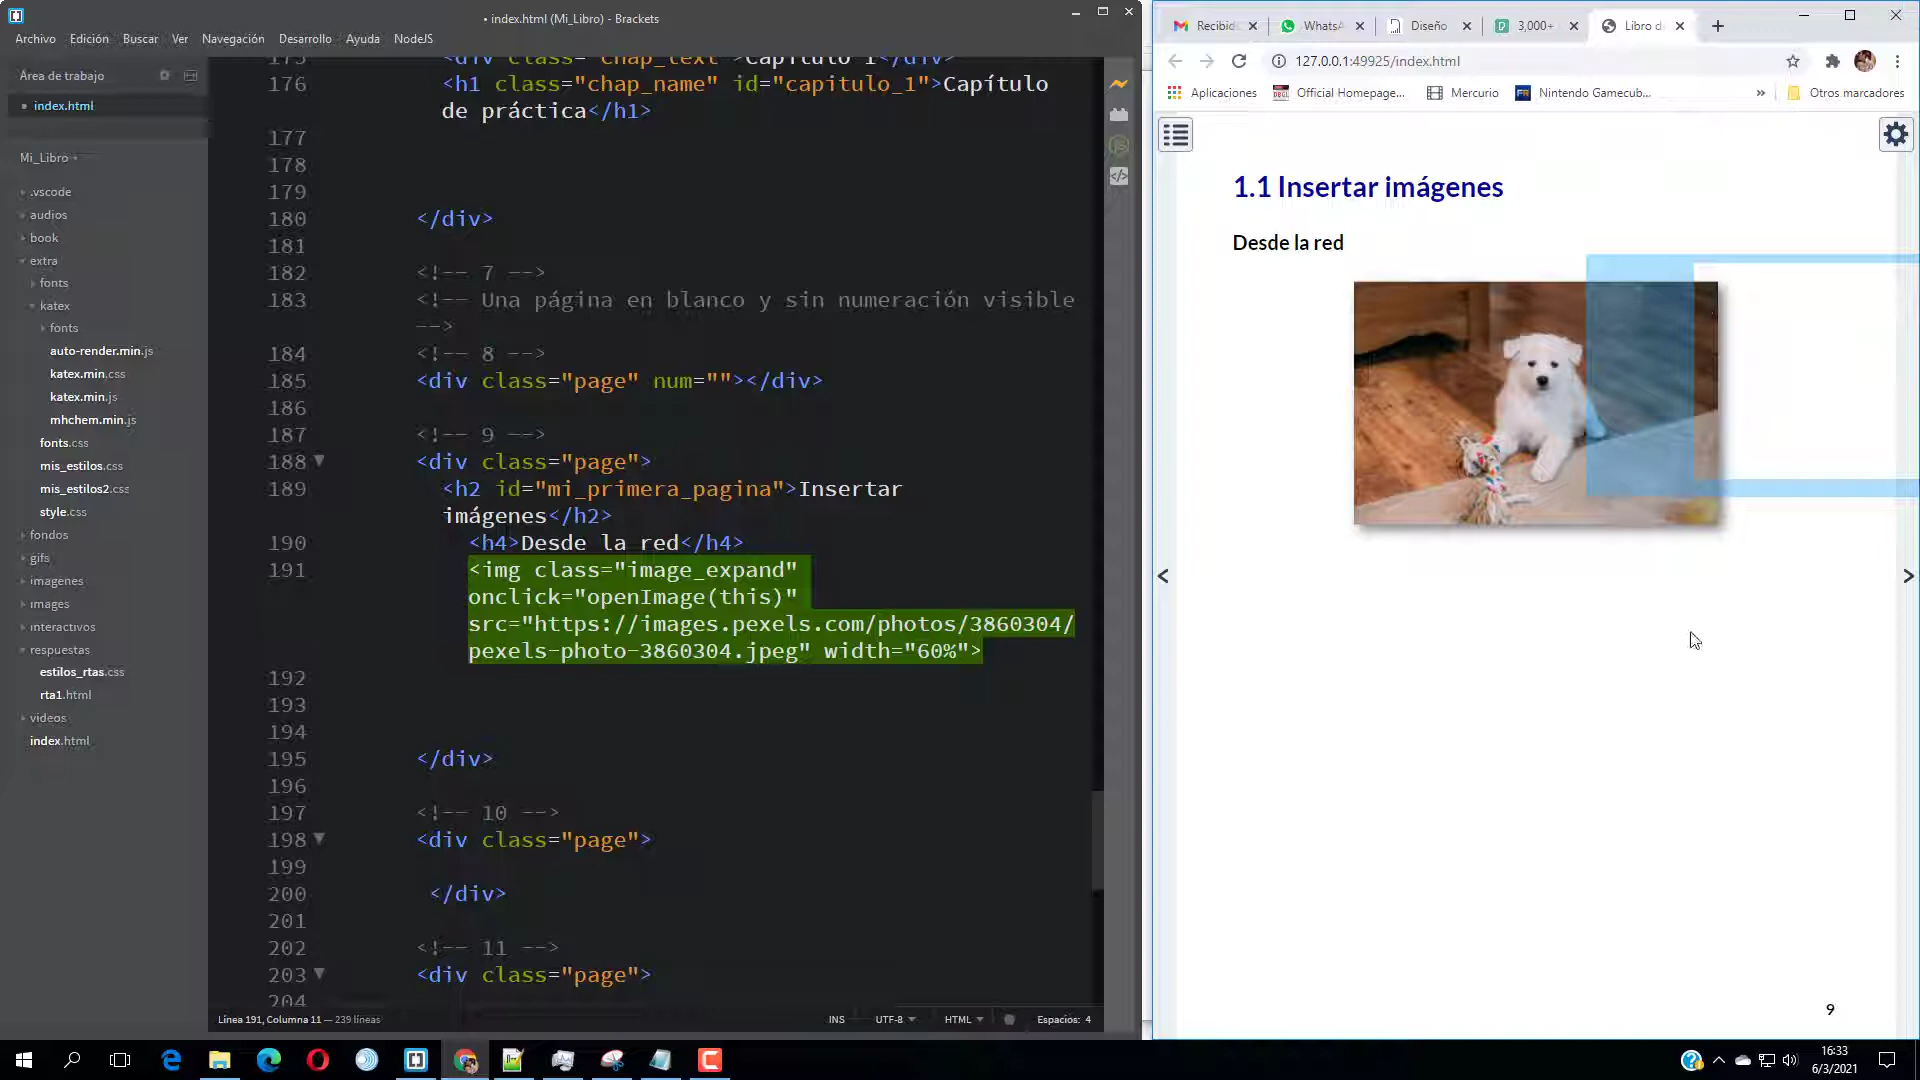 • index.html (Mi_Libro) - Brackets
Archivo Edición Buscar Ver Navegación Desarrollo Ayuda NodeJS
Área de trabajo
index.html
Mi_Libro
.vscode
audios
book
extra
fonts
katex
fonts
auto-render.min.js
katex.min.css
katex.min.js
mhchem.min.js
fonts.css
mis_estilos.css
mis_estilos2.css
style.css
fondos
gifs
imagenes
images
interactivos
respuestas
estilos_rtas.css
rta1.html
videos
index.html
175 <div class="chap_text">Capítulo 1</div>
176 <h1 class="chap_name" id="capitulo_1">Capítulo
de práctica</h1>
177
178
179
180 </div>
181
182 <!-- 7 -->
183 <!-- Una página en blanco y sin numeración visible
-->
184 <!-- 8 -->
185 <div class="page" num=""></div>
186
187 <!-- 9 -->
188 <div class="page">
189 <h2 id="mi_primera_pagina">Insertar
imágenes</h2>
190 <h4>Desde la red</h4>
191 <img class="image_expand"
onclick="openImage(this)"
src="https://images.pexels.com/photos/3860304/
pexels-photo-3860304.jpeg" width="60%">
192
193
194
195 </div>
196
197 <!-- 10 -->
198 <div class="page">
199
200 </div>
201
202 <!-- 11 -->
203 <div class="page">
204
Línea 191, Columna 11 — 239 líneas
INS UTF-8 HTML Espacios: 4
Recibid WhatsA Diseño 3,000+ Libro de
127.0.0.1:49925/index.html
Aplicaciones Official Homepage... Mercurio Nintendo Gamecub... » Otros marcadores
1.1 Insertar imágenes
Desde la red
9
16:33
6/3/2021